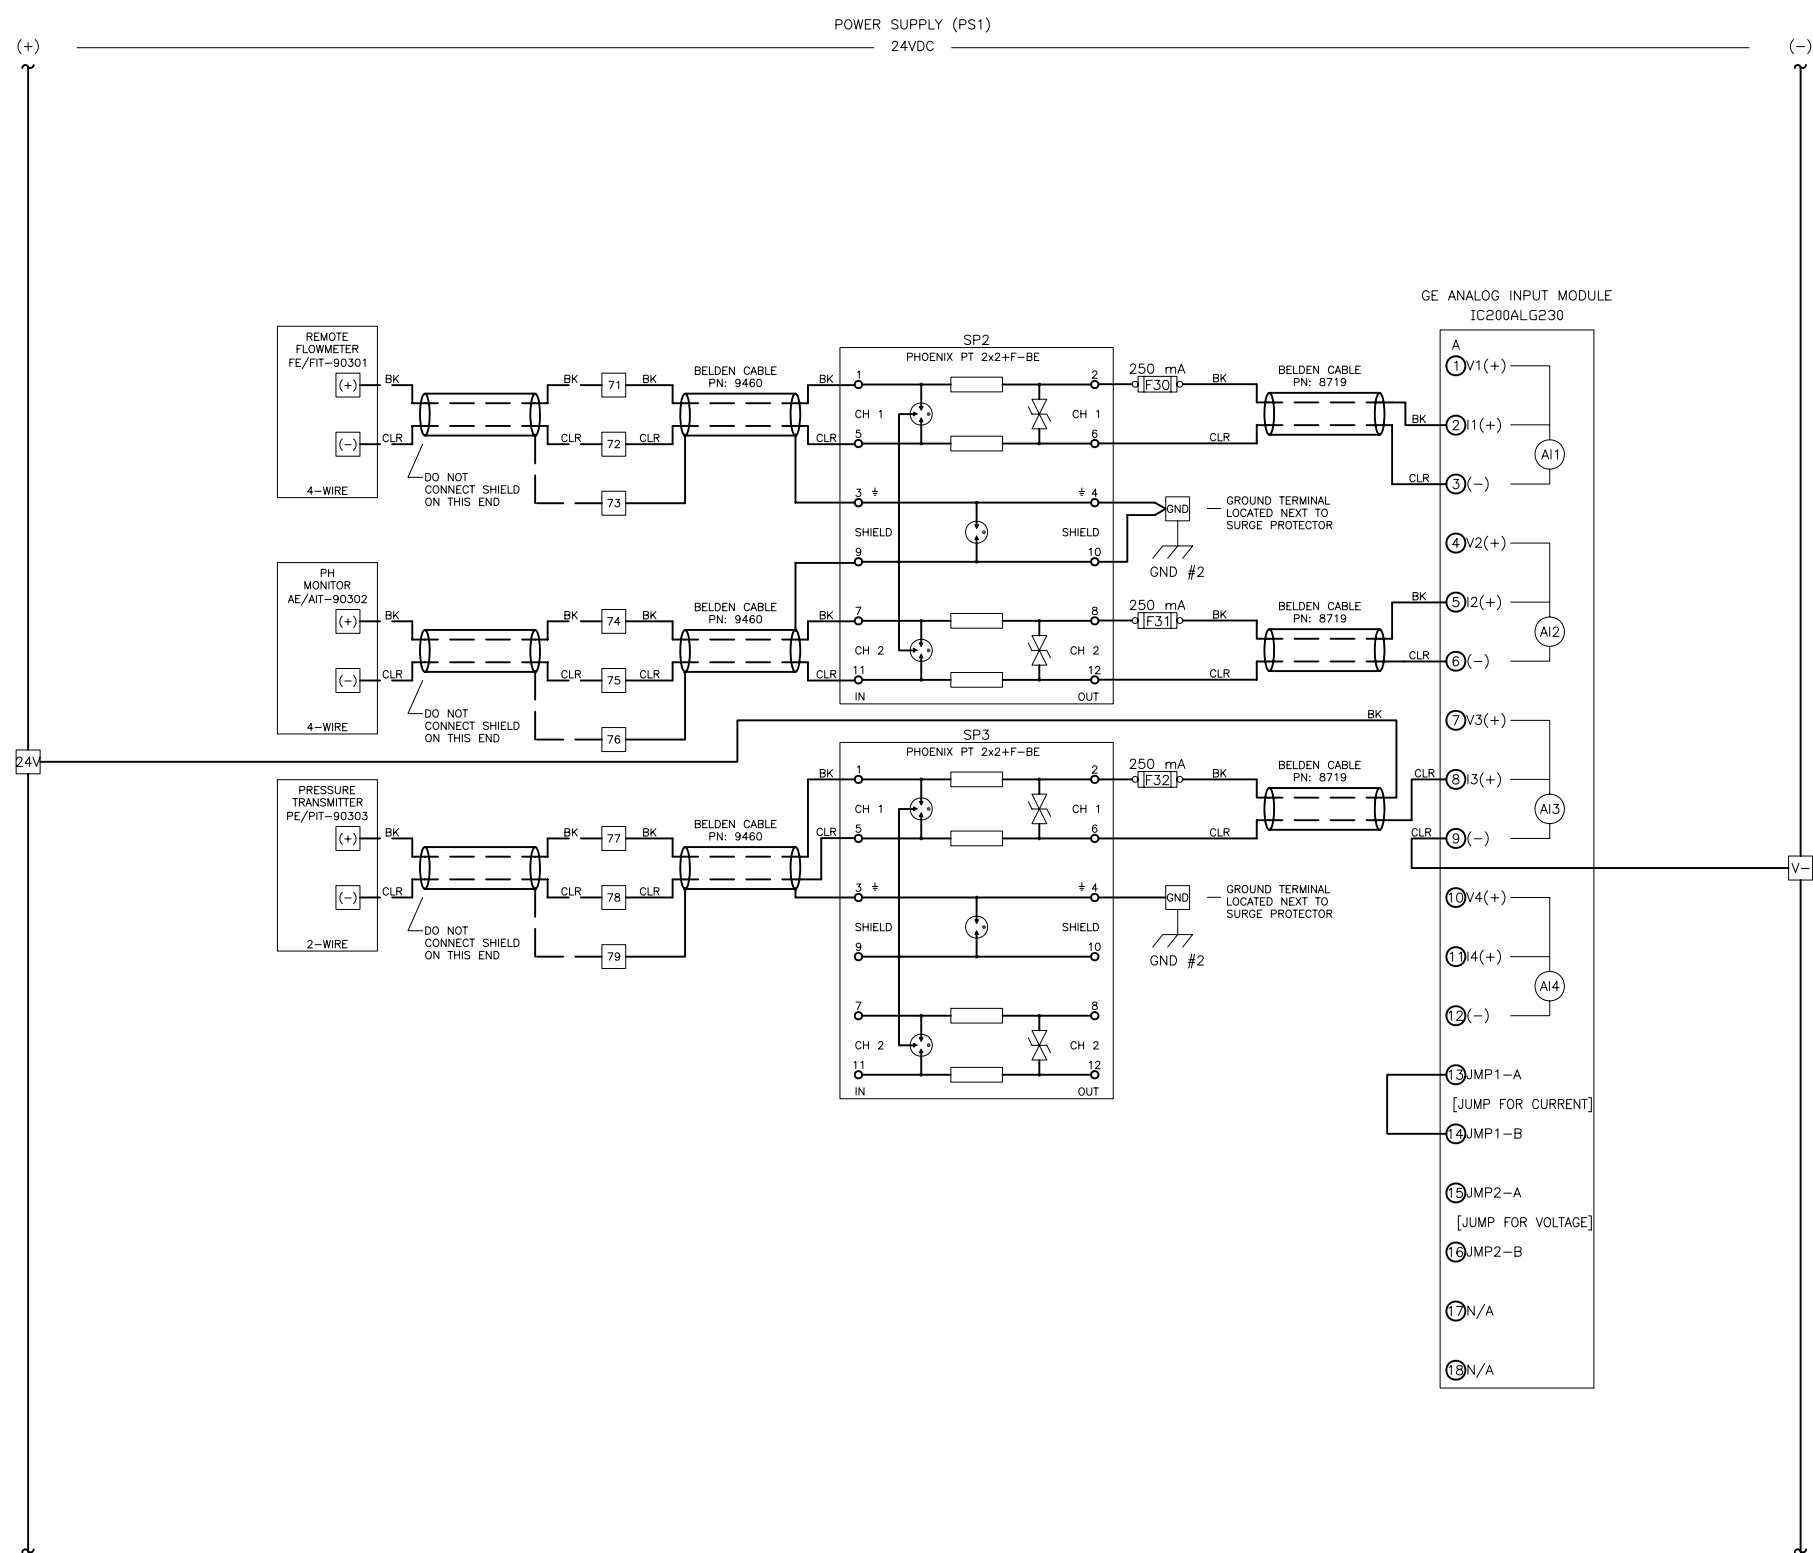 POWER SUPPLY (PS1)
(+) 24VDC (-)
GE ANALOG INPUT MODULE
IC200ALG230
REMOTE
FLOWMETER
FE/FIT-90301
(+)
(-)
4-WIRE
BK
CLR
DO NOT
CONNECT SHIELD
ON THIS END
BK 71 BK
CLR 72 CLR
73
BELDEN CABLE
PN: 9460
BK
CLR
SP2
PHOENIX PT 2x2+F-BE
1 2
CH 1 CH 1
5 6
3 4
SHIELD SHIELD
9 10
7 8
CH 2 CH 2
11 12
IN OUT
250 mA
F30
BK
CLR
BELDEN CABLE
PN: 8719
BK
CLR
GND
GROUND TERMINAL
LOCATED NEXT TO
SURGE PROTECTOR
GND #2
PH
MONITOR
AE/AIT-90302
(+)
(-)
4-WIRE
BK
CLR
DO NOT
CONNECT SHIELD
ON THIS END
BK 74 BK
CLR 75 CLR
76
BELDEN CABLE
PN: 9460
BK
CLR
250 mA
F31
BK
CLR
BELDEN CABLE
PN: 8719
BK
CLR
24V
BK
PRESSURE
TRANSMITTER
PE/PIT-90303
(+)
(-)
2-WIRE
BK
CLR
DO NOT
CONNECT SHIELD
ON THIS END
BK 77 BK
CLR 78 CLR
79
BELDEN CABLE
PN: 9460
BK
CLR
SP3
PHOENIX PT 2x2+F-BE
1 2
CH 1 CH 1
5 6
3 4
SHIELD SHIELD
9 10
7 8
CH 2 CH 2
11 12
IN OUT
250 mA
F32
BK
CLR
BELDEN CABLE
PN: 8719
CLR
CLR
V-
GND
GROUND TERMINAL
LOCATED NEXT TO
SURGE PROTECTOR
GND #2
A
1 V1(+)
2 I1(+)
AI1
3 (-)
4 V2(+)
5 I2(+)
AI2
6 (-)
7 V3(+)
8 I3(+)
AI3
9 (-)
10 V4(+)
11 I4(+)
AI4
12 (-)
13 JMP1-A
[JUMP FOR CURRENT]
14 JMP1-B
15 JMP2-A
[JUMP FOR VOLTAGE]
16 JMP2-B
17 N/A
18 N/A